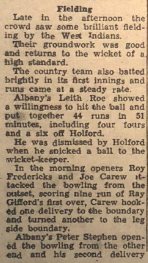 Fielding
Late in the afternoon the
crowd saw some brilliant field-
ing by the West Indians.
Their groundwork was good
and returns to the wicket of a
high standard.
The country team also batted
brightly in its first innings and
runs came at a steady rate.
Albany's Leith Roe showed
a willingness to hit the ball and
put together 44 runs in 51
minutes, including four fours
and a six off Holford.
He was dismissed by Holford
when he snicked a ball to the
wicket-keeper.
In the morning openers Roy
Fredericks and Joe Carew at-
tacked the bowling from the
outset, scoring nine run of Ray
Gifford's first over, Carew hook-
ed one delivery to the boundary
and turned another to the leg
side boundary.
Albany's Peter Stephen open-
ed the bowling from the other
end and his second delivery